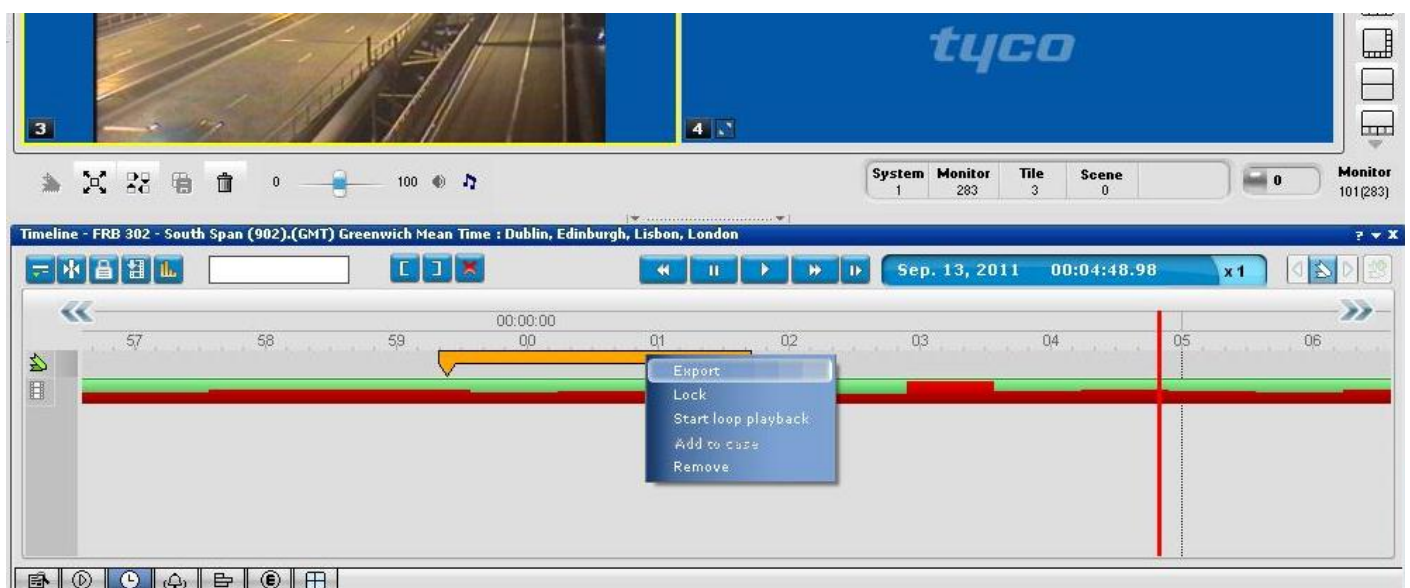 tyco
3
4
0
100
System Monitor Tile Scene
1 283 3 0
0
Monitor
101(283)
Timeline - FRB 302 - South Span (902).(GMT) Greenwich Mean Time : Dublin, Edinburgh, Lisbon, London
? X
Sep. 13, 2011 00:04:48.98 x 1
00:00:00
57 58 59 00 01 02 03 04 05 06
Export
Lock
Start loop playback
Add to case
Remove